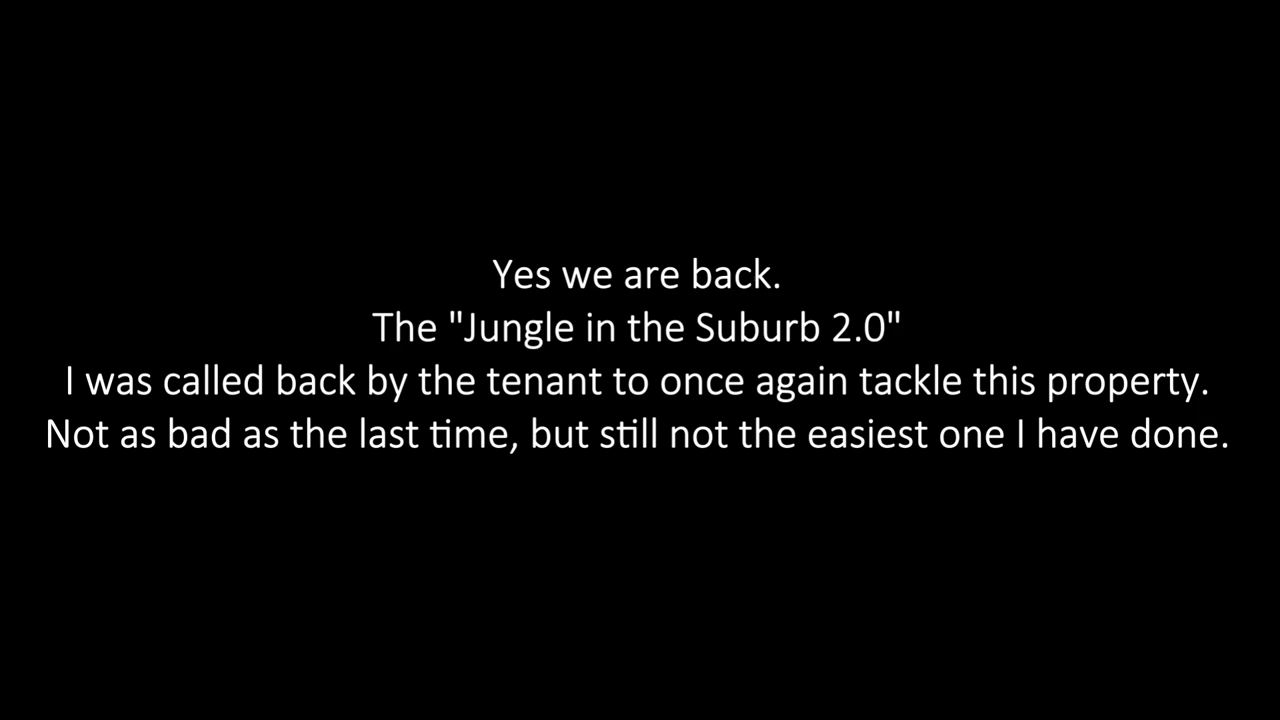 Yes we are back.
The "Jungle in the Suburb 2.0"
I was called back by the tenant to once again tackle this property.
Not as bad as the last time, but still not the easiest one I have done.